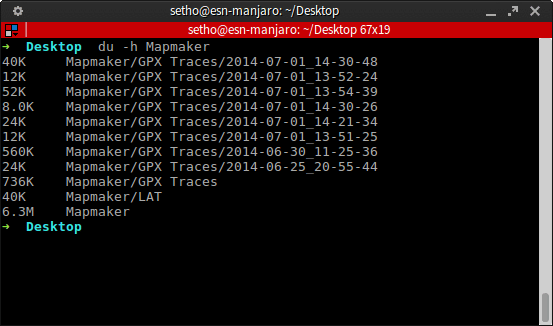 setho@esn-manjaro: ~/Desktop
setho@esn-manjaro: ~/Desktop 67x19
➜  Desktop  du -h Mapmaker
40K     Mapmaker/GPX Traces/2014-07-01_14-30-48
12K     Mapmaker/GPX Traces/2014-07-01_13-52-24
52K     Mapmaker/GPX Traces/2014-07-01_13-54-39
8.0K    Mapmaker/GPX Traces/2014-07-01_14-30-26
24K     Mapmaker/GPX Traces/2014-07-01_14-21-34
12K     Mapmaker/GPX Traces/2014-07-01_13-51-25
560K    Mapmaker/GPX Traces/2014-06-30_11-25-36
24K     Mapmaker/GPX Traces/2014-06-25_20-55-44
736K    Mapmaker/GPX Traces
40K     Mapmaker/LAT
6.3M    Mapmaker
➜  Desktop